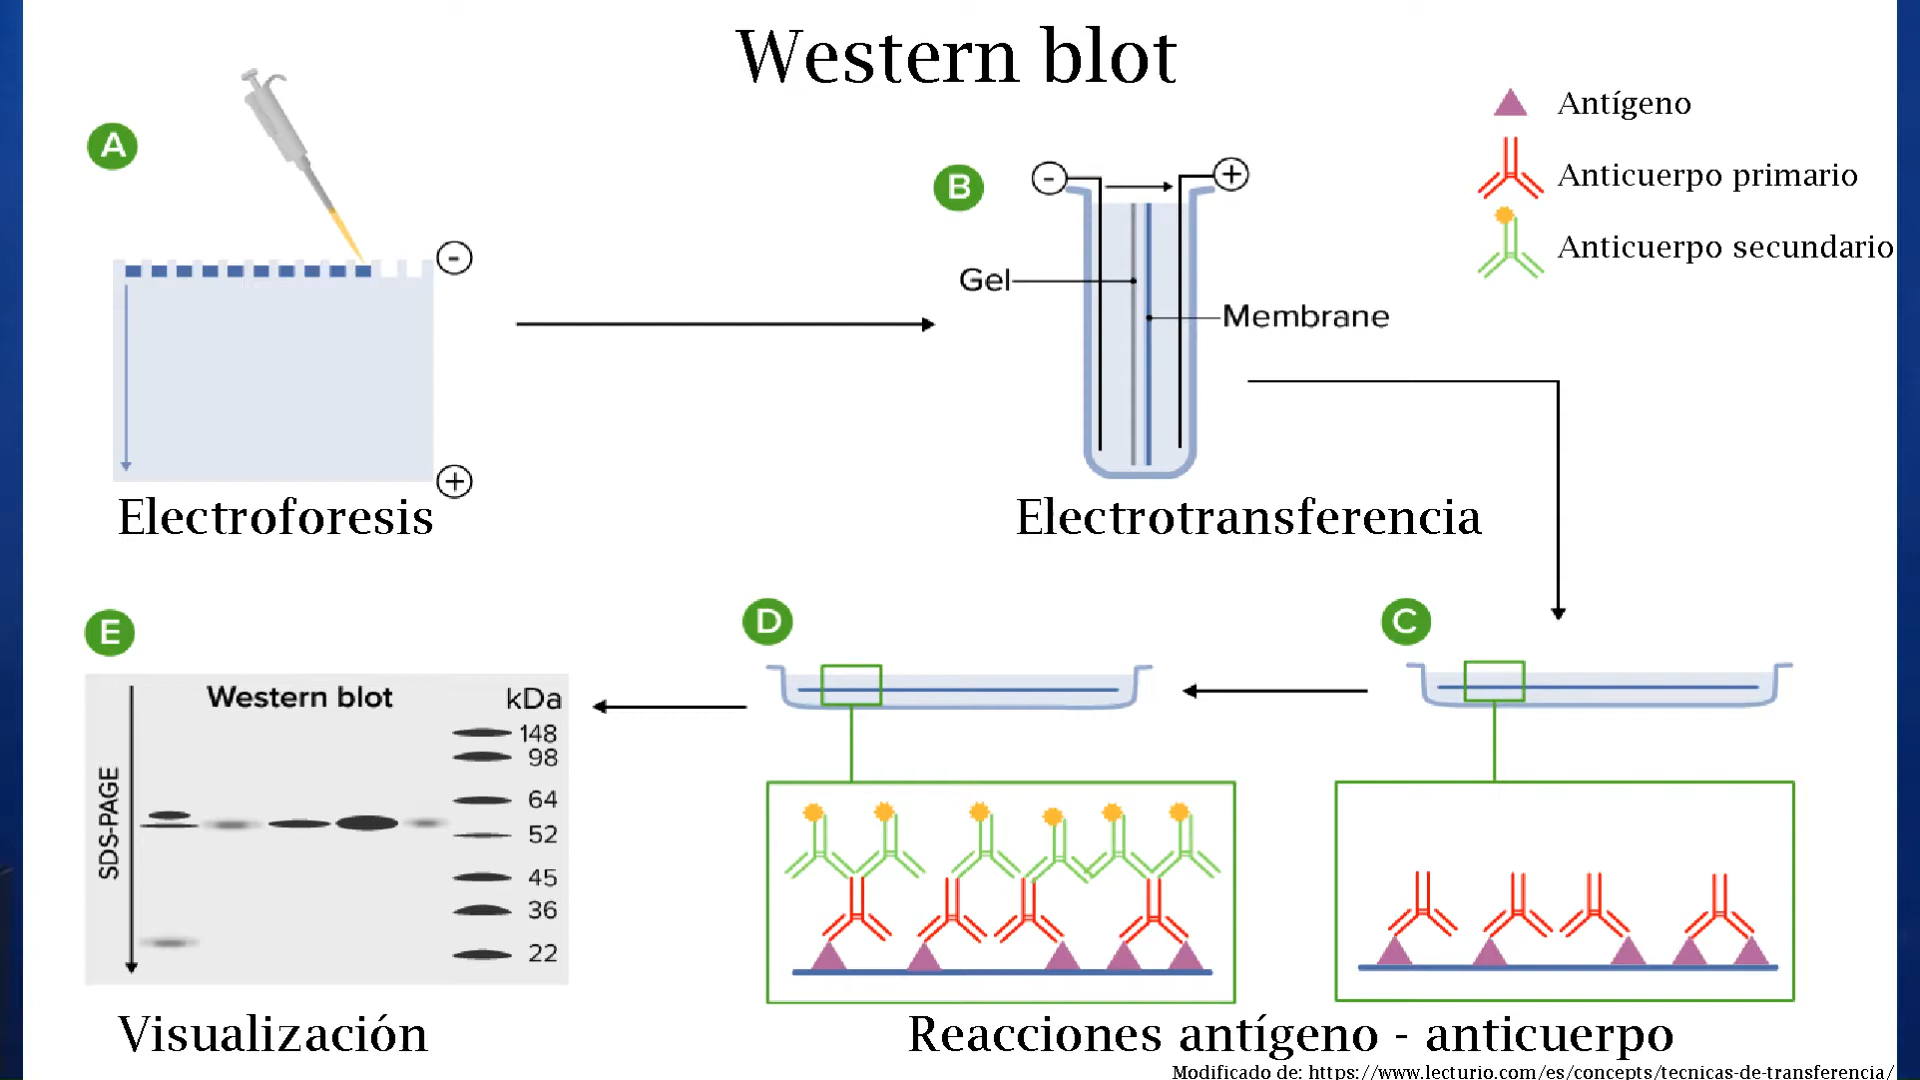 Western blot
A
-
+
Electroforesis
B
-
+
Gel
Membrane
Electrotransferencia
Antígeno
Anticuerpo primario
Anticuerpo secundario
E
Western blot
kDa
148
98
64
52
45
36
22
SDS-PAGE
Visualización
D
C
Reacciones antígeno - anticuerpo
Modificado de: https://www.lecturio.com/es/concepts/tecnicas-de-transferencia/